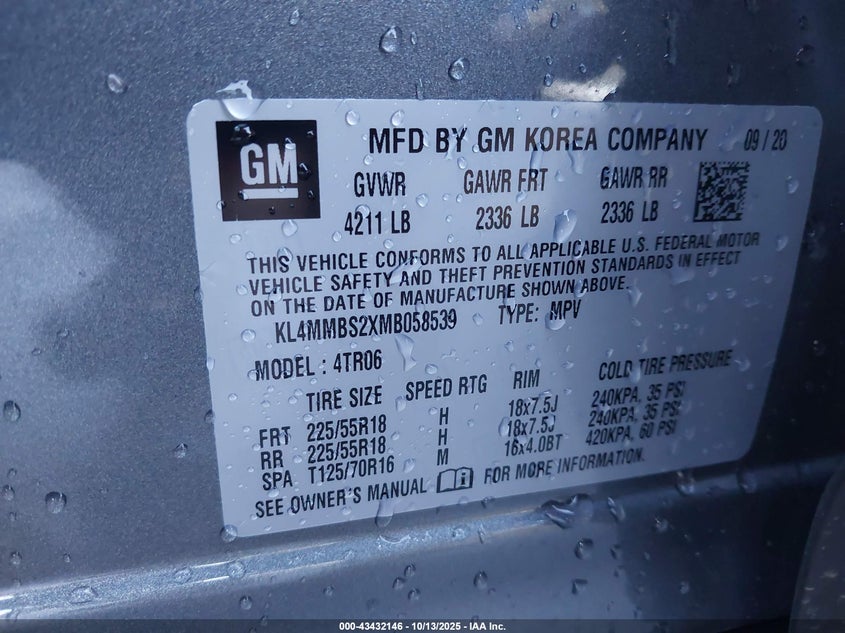 GM
MFD BY GM KOREA COMPANY 09 / 20
GVWR GAWR FRT GAWR RR
4211 LB 2336 LB 2336 LB
THIS VEHICLE CONFORMS TO ALL APPLICABLE U.S. FEDERAL MOTOR
VEHICLE SAFETY AND THEFT PREVENTION STANDARDS IN EFFECT
ON THE DATE OF MANUFACTURE SHOWN ABOVE.
KL4MMBS2XMB058539 TYPE: MPV
MODEL : 4TR06
TIRE SIZE SPEED RTG RIM COLD TIRE PRESSURE
FRT 225/55R18 H 18x7.5J 240KPA, 35 PSI
RR 225/55R18 H 18x7.5J 240KPA, 35 PSI
SPA T125/70R16 M 16x4.0BT 420KPA, 60 PSI
SEE OWNER'S MANUAL FOR MORE INFORMATION.
000-43432146 | 10/13/2025 - IAA Inc.